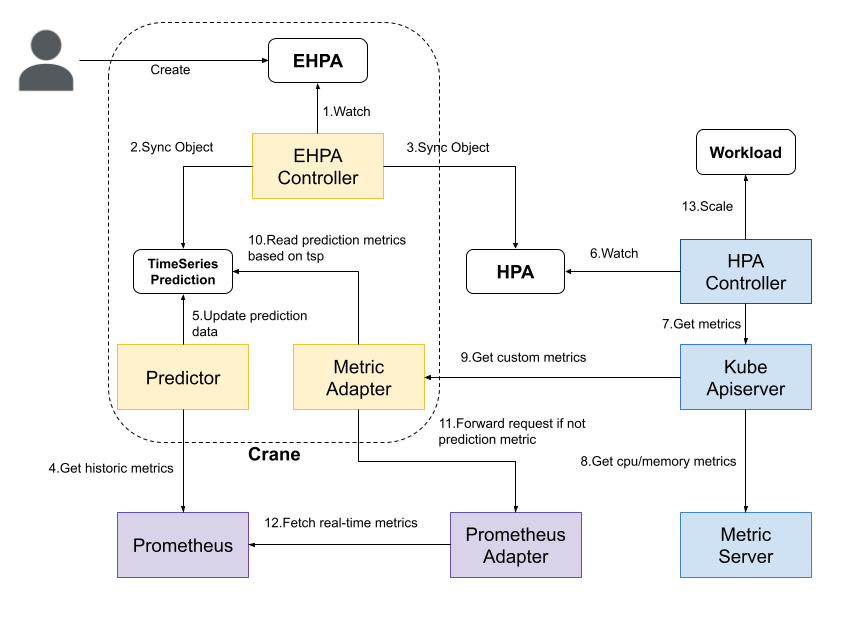 EHPA
Create
1.Watch
2.Sync Object
EHPA
Controller
3.Sync Object
Workload
13.Scale
10.Read prediction metrics
based on tsp
TimeSeries
Prediction
HPA
6.Watch
HPA
Controller
5.Update prediction
data
7.Get metrics
Predictor
Metric
Adapter
9.Get custom metrics
Kube
Apiserver
11.Forward request if not
prediction metric
Crane
4.Get historic metrics
8.Get cpu/memory metrics
12.Fetch real-time metrics
Prometheus
Prometheus
Adapter
Metric
Server